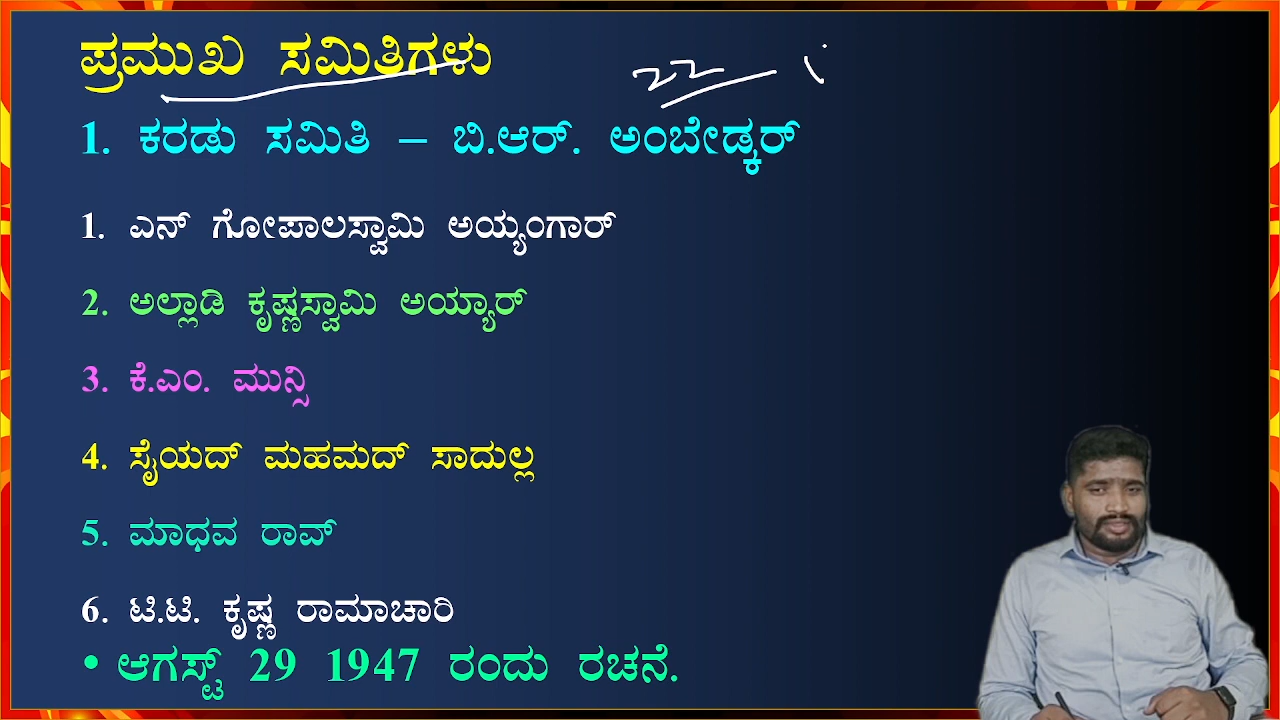 ಪ್ರಮುಖ ಸಮಿತಿಗಳು
22
1. ಕರಡು ಸಮಿತಿ – ಬಿ.ಆರ್. ಅಂಬೇಡ್ಕರ್
1. ಎನ್ ಗೋಪಾಲಸ್ವಾಮಿ ಅಯ್ಯಂಗಾರ್
2. ಅಲ್ಲಾಡಿ ಕೃಷ್ಣಸ್ವಾಮಿ ಅಯ್ಯಾರ್
3. ಕೆ.ಎಂ. ಮುನ್ಸಿ
4. ಸೈಯದ್ ಮಹಮದ್ ಸಾದುಲ್ಲ
5. ಮಾಧವ ರಾವ್
6. ಟಿ.ಟಿ. ಕೃಷ್ಣ ರಾಮಾಚಾರಿ
• ಆಗಸ್ಟ್ 29 1947 ರಂದು ರಚನೆ.